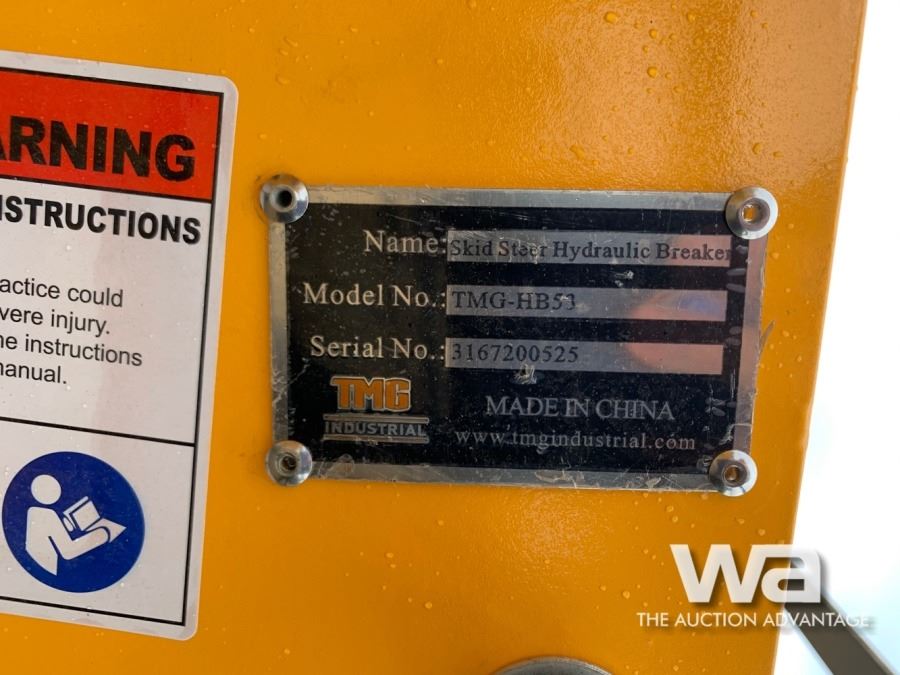 ARNING
NSTRUCTIONS
actice could
vere injury.
he instructions
manual.
Name: Skid Steer Hydraulic Breaker
Model No.: TMG-HB53
Serial No.: 3167200525
TMG
INDUSTRIAL
MADE IN CHINA
www.tmgindustrial.com
wa
THE AUCTION ADVANTAGE